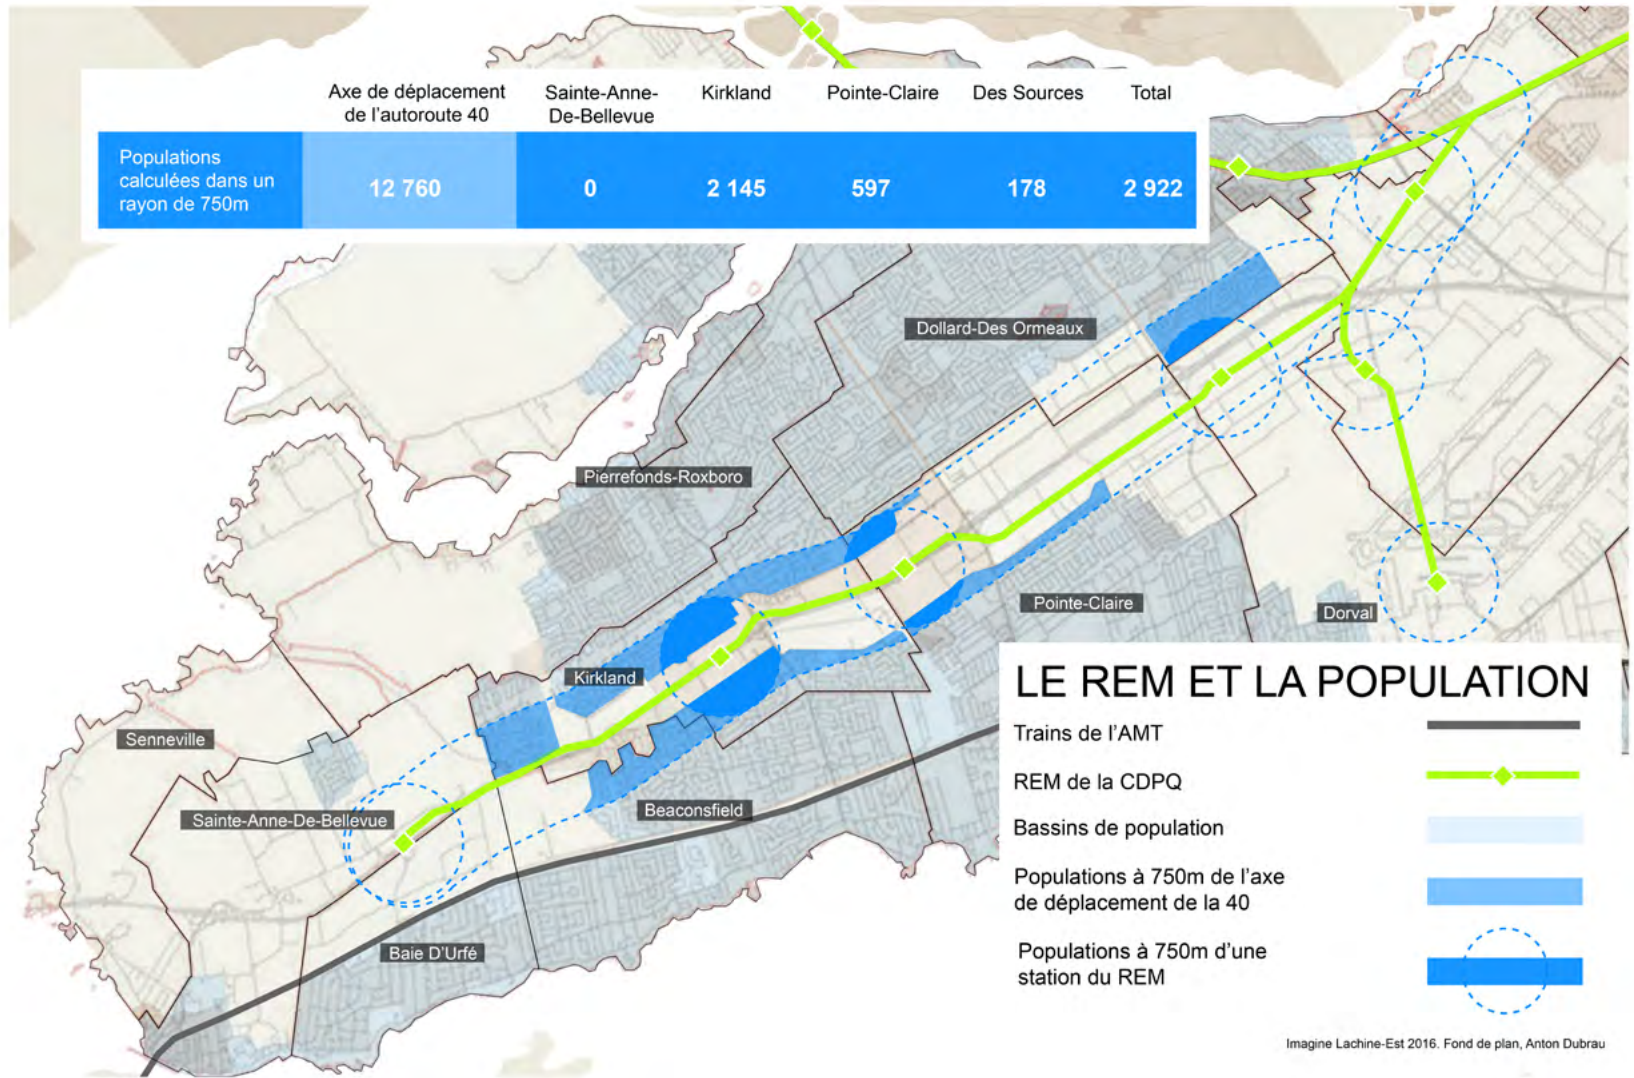 Axe de déplacement
de l'autoroute 40
Sainte-Anne-
De-Bellevue
Kirkland
Pointe-Claire
Des Sources
Total
Populations
calculées dans un
rayon de 750m
12 760
0
2 145
597
178
2 922
Dollard-Des Ormeaux
Pierrefonds-Roxboro
Pointe-Claire
Dorval
Kirkland
Senneville
Sainte-Anne-De-Bellevue
Beaconsfield
Baie D'Urfé
LE REM ET LA POPULATION
Trains de l'AMT
REM de la CDPQ
Bassins de population
Populations à 750m de l'axe
de déplacement de la 40
Populations à 750m d'une
station du REM
Imagine Lachine-Est 2016. Fond de plan, Anton Dubrau